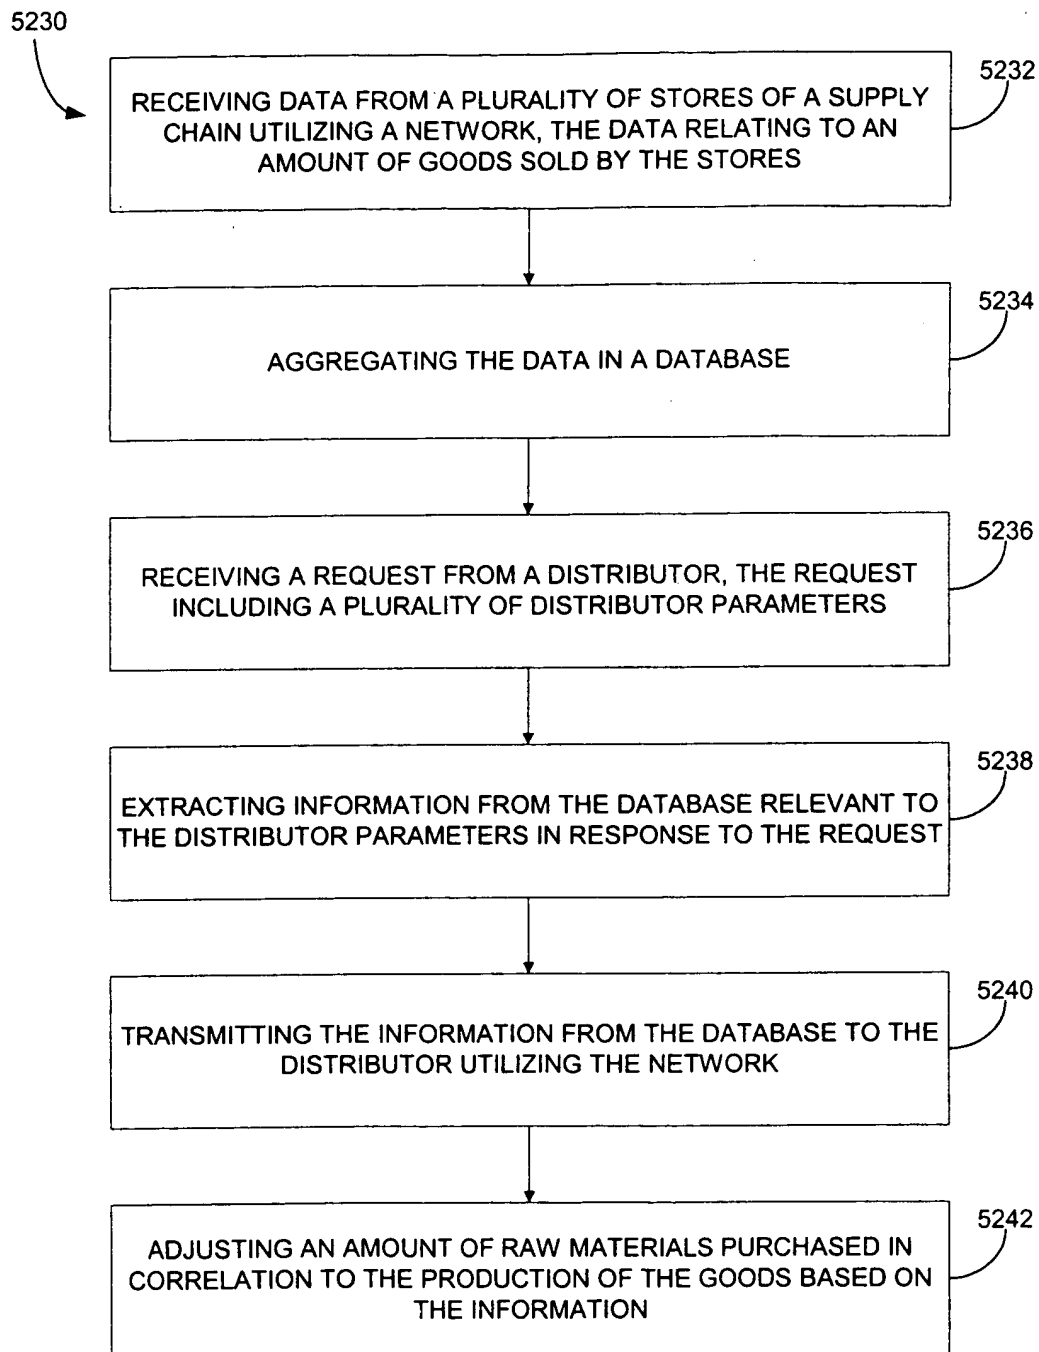 5230
5232
RECEIVING DATA FROM A PLURALITY OF STORES OF A SUPPLY
CHAIN UTILIZING A NETWORK, THE DATA RELATING TO AN
AMOUNT OF GOODS SOLD BY THE STORES
5234
AGGREGATING THE DATA IN A DATABASE
5236
RECEIVING A REQUEST FROM A DISTRIBUTOR, THE REQUEST
INCLUDING A PLURALITY OF DISTRIBUTOR PARAMETERS
5238
EXTRACTING INFORMATION FROM THE DATABASE RELEVANT TO
THE DISTRIBUTOR PARAMETERS IN RESPONSE TO THE REQUEST
5240
TRANSMITTING THE INFORMATION FROM THE DATABASE TO THE
DISTRIBUTOR UTILIZING THE NETWORK
5242
ADJUSTING AN AMOUNT OF RAW MATERIALS PURCHASED IN
CORRELATION TO THE PRODUCTION OF THE GOODS BASED ON
THE INFORMATION